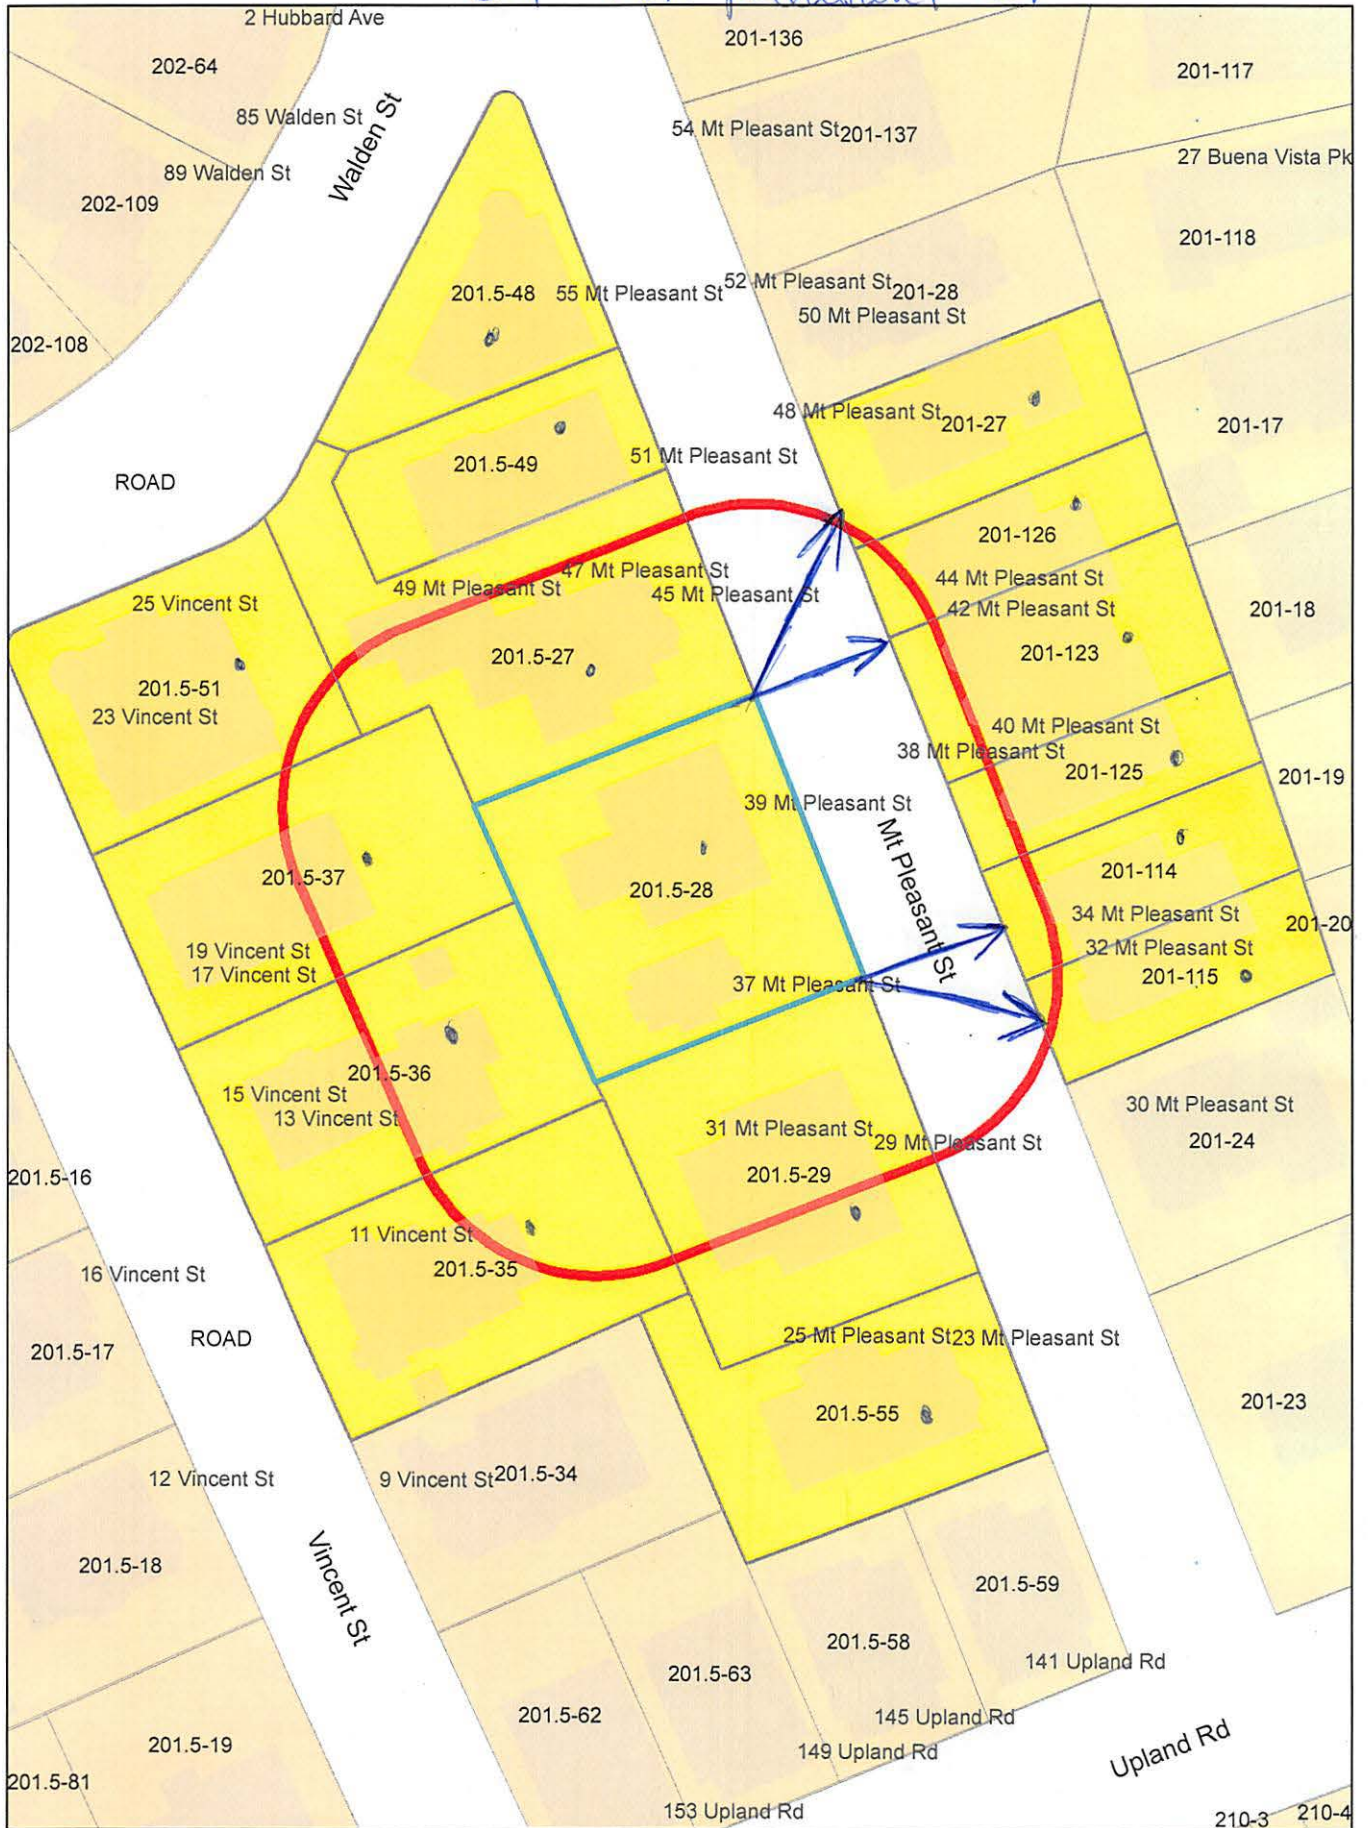 2 Hubbard Ave
201-136
202-64
201-117
85 Walden St
Walden St
54 Mt Pleasant St
201-137
27 Buena Vista Pk
89 Walden St
202-109
201-118
201.5-48
55 Mt Pleasant St
52 Mt Pleasant St
201-28
50 Mt Pleasant St
202-108
48 Mt Pleasant St
201-27
201-17
201.5-49
51 Mt Pleasant St
ROAD
201-126
47 Mt Pleasant St
49 Mt Pleasant St
45 Mt Pleasant St
44 Mt Pleasant St
42 Mt Pleasant St
201-18
25 Vincent St
201.5-27
201-123
201.5-51
23 Vincent St
40 Mt Pleasant St
38 Mt Pleasant St
201-125
201-19
39 Mt Pleasant St
Mt Pleasant St
201.5-37
201.5-28
201-114
34 Mt Pleasant St
201-20
19 Vincent St
17 Vincent St
32 Mt Pleasant St
201-115
37 Mt Pleasant St
201.5-36
15 Vincent St
13 Vincent St
30 Mt Pleasant St
201-24
31 Mt Pleasant St
29 Mt Pleasant St
201.5-29
201.5-16
11 Vincent St
201.5-35
16 Vincent St
ROAD
25 Mt Pleasant St
23 Mt Pleasant St
201.5-17
201-23
201.5-55
12 Vincent St
9 Vincent St
201.5-34
201.5-18
Vincent St
201.5-59
201.5-58
141 Upland Rd
201.5-63
201.5-62
145 Upland Rd
201.5-19
149 Upland Rd
Upland Rd
201.5-81
153 Upland Rd
210-3
210-4